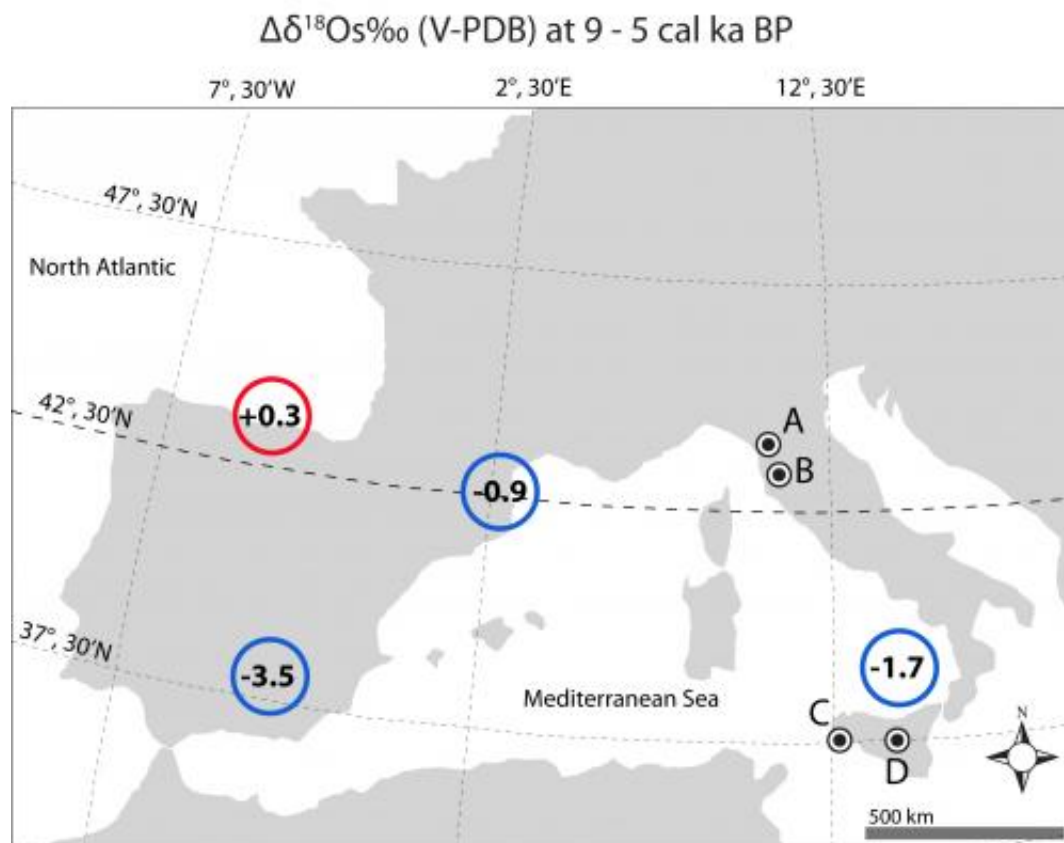 Δδ¹⁸Os‰ (V-PDB) at 9 - 5 cal ka BP
7°, 30'W
2°, 30'E
12°, 30'E
47°, 30'N
North Atlantic
42°, 30'N
+0.3
A
B
-0.9
37°, 30'N
-3.5
-1.7
Mediterranean Sea
C
D
N
500 km